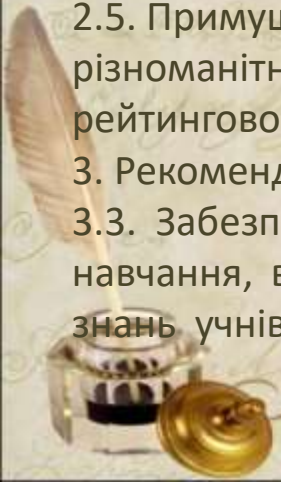 2.5. Примуш
різноманітн
рейтингово
3. Рекоменд
3.3. Забезп
навчання, в
знань учнів